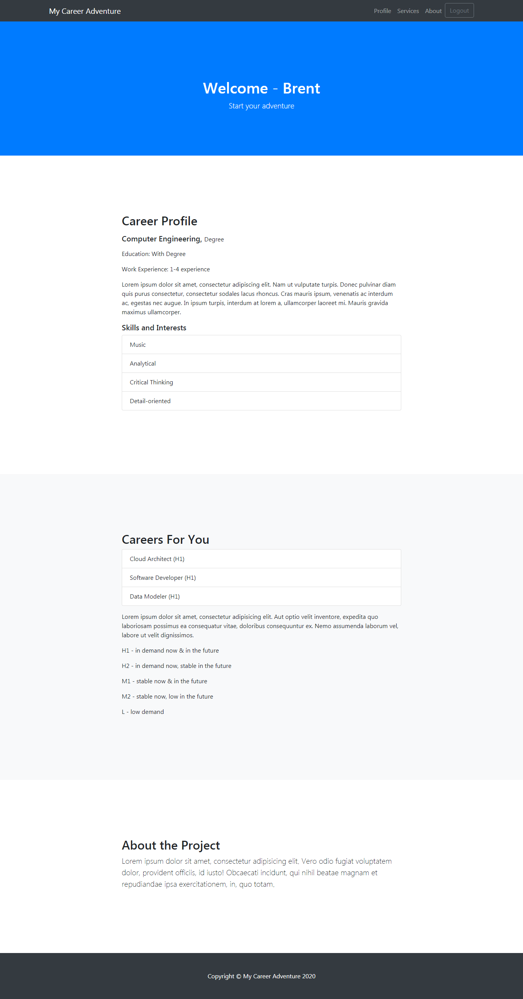 My Career Adventure
Profile Services About Logout
Welcome - Brent
Start your adventure
Career Profile
Computer Engineering, Degree
Education: With Degree
Work Experience: 1-4 experience
Lorem ipsum dolor sit amet, consectetur adipiscing elit. Nam ut vulputate turpis. Donec pulvinar diam
quis purus consectetur, consectetur sodales lacus rhoncus. Cras mauris ipsum, venenatis ac interdum
ac, egestas nec augue. In ipsum turpis, interdum at lorem a, ullamcorper laoreet mi. Mauris gravida
maximus ullamcorper.
Skills and Interests
Music
Analytical
Critical Thinking
Detail-oriented
Careers For You
Cloud Architect (H1)
Software Developer (H1)
Data Modeler (H1)
Lorem ipsum dolor sit amet, consectetur adipisicing elit. Aut optio velit inventore, expedita quo
laboriosam possimus ea consequatur vitae, doloribus consequuntur ex. Nemo assumenda laborum vel,
labore ut velit dignissimos.
H1 - in demand now & in the future
H2 - in demand now, stable in the future
M1 - stable now & in the future
M2 - stable now, low in the future
L - low demand
About the Project
Lorem ipsum dolor sit amet, consectetur adipisicing elit. Vero odio fugiat voluptatem
dolor, provident officiis, id iusto! Obcaecati incidunt, qui nihil beatae magnam et
repudiandae ipsa exercitationem, in, quo totam.
Copyright © My Career Adventure 2020